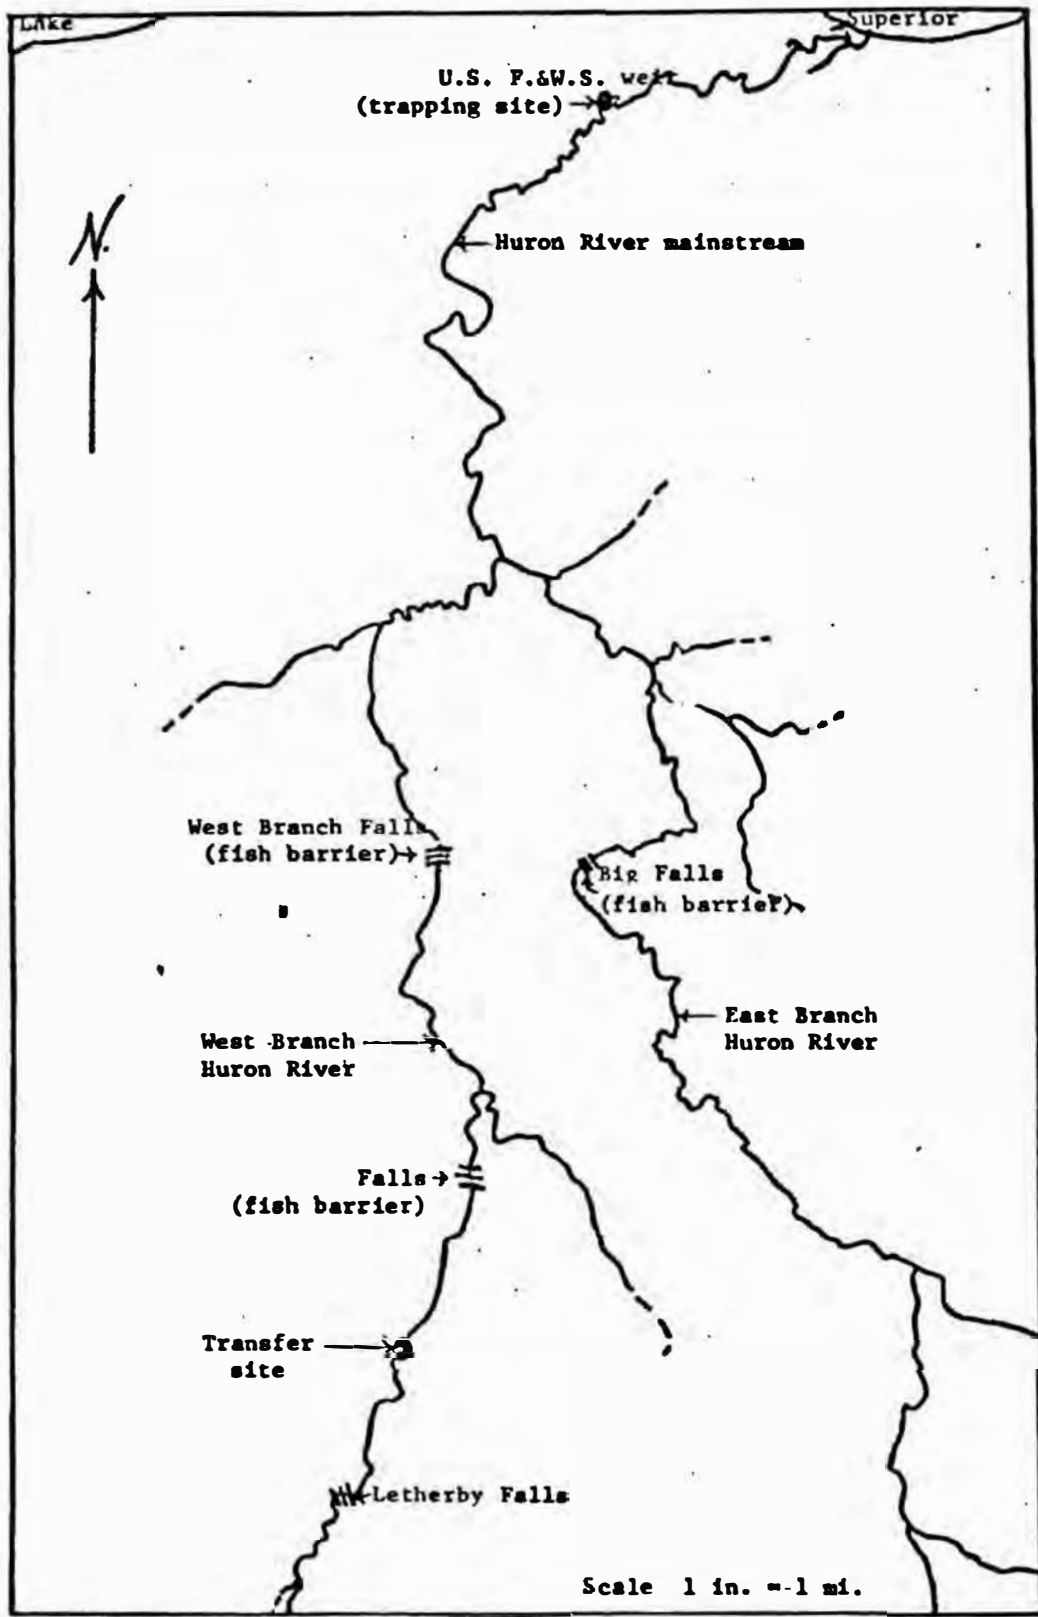 Lake Superior
U.S. F.&W.S. weir
(trapping site)
N.
Huron River mainstream
West Branch Falls
(fish barrier)
Big Falls
(fish barrier)
East Branch
Huron River
West Branch
Huron River
Falls
(fish barrier)
Transfer
site
Letherby Falls
Scale 1 in. = 1 mi.